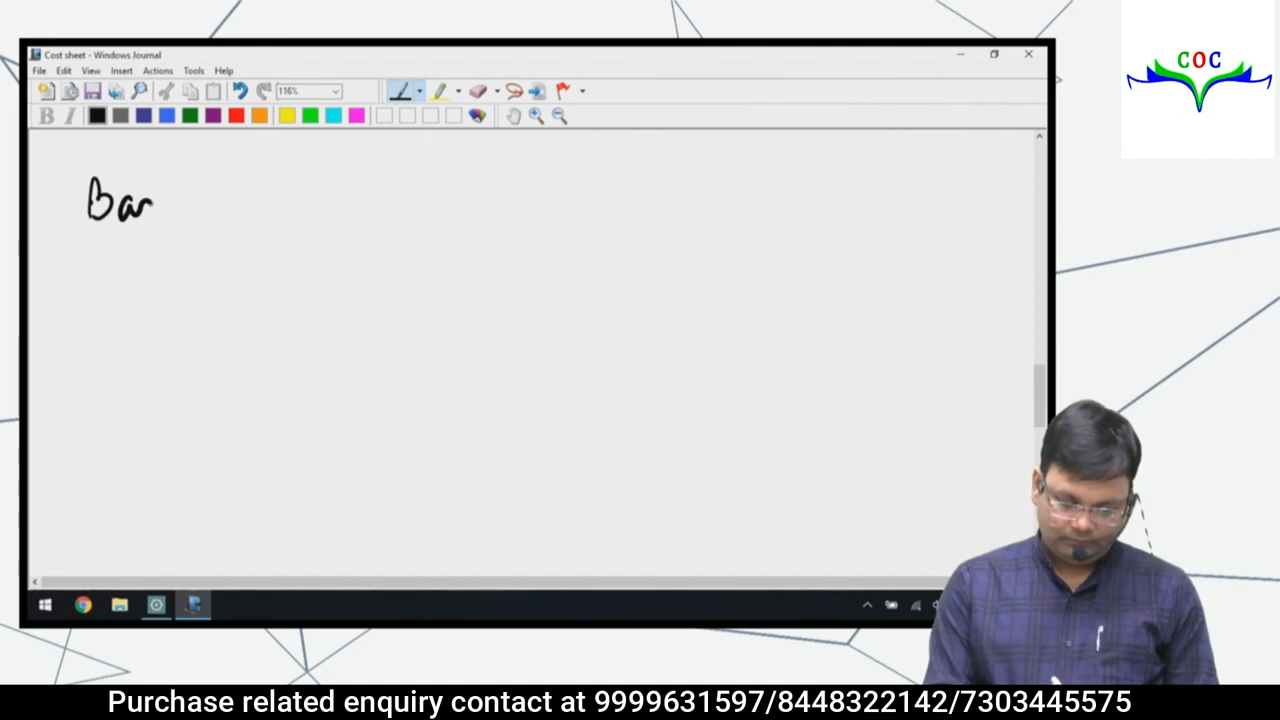 COC
Cost sheet - Windows Journal
File Edit View Insert Actions Tools Help
116%
B I
Bar
Purchase related enquiry contact at 9999631597/8448322142/7303445575